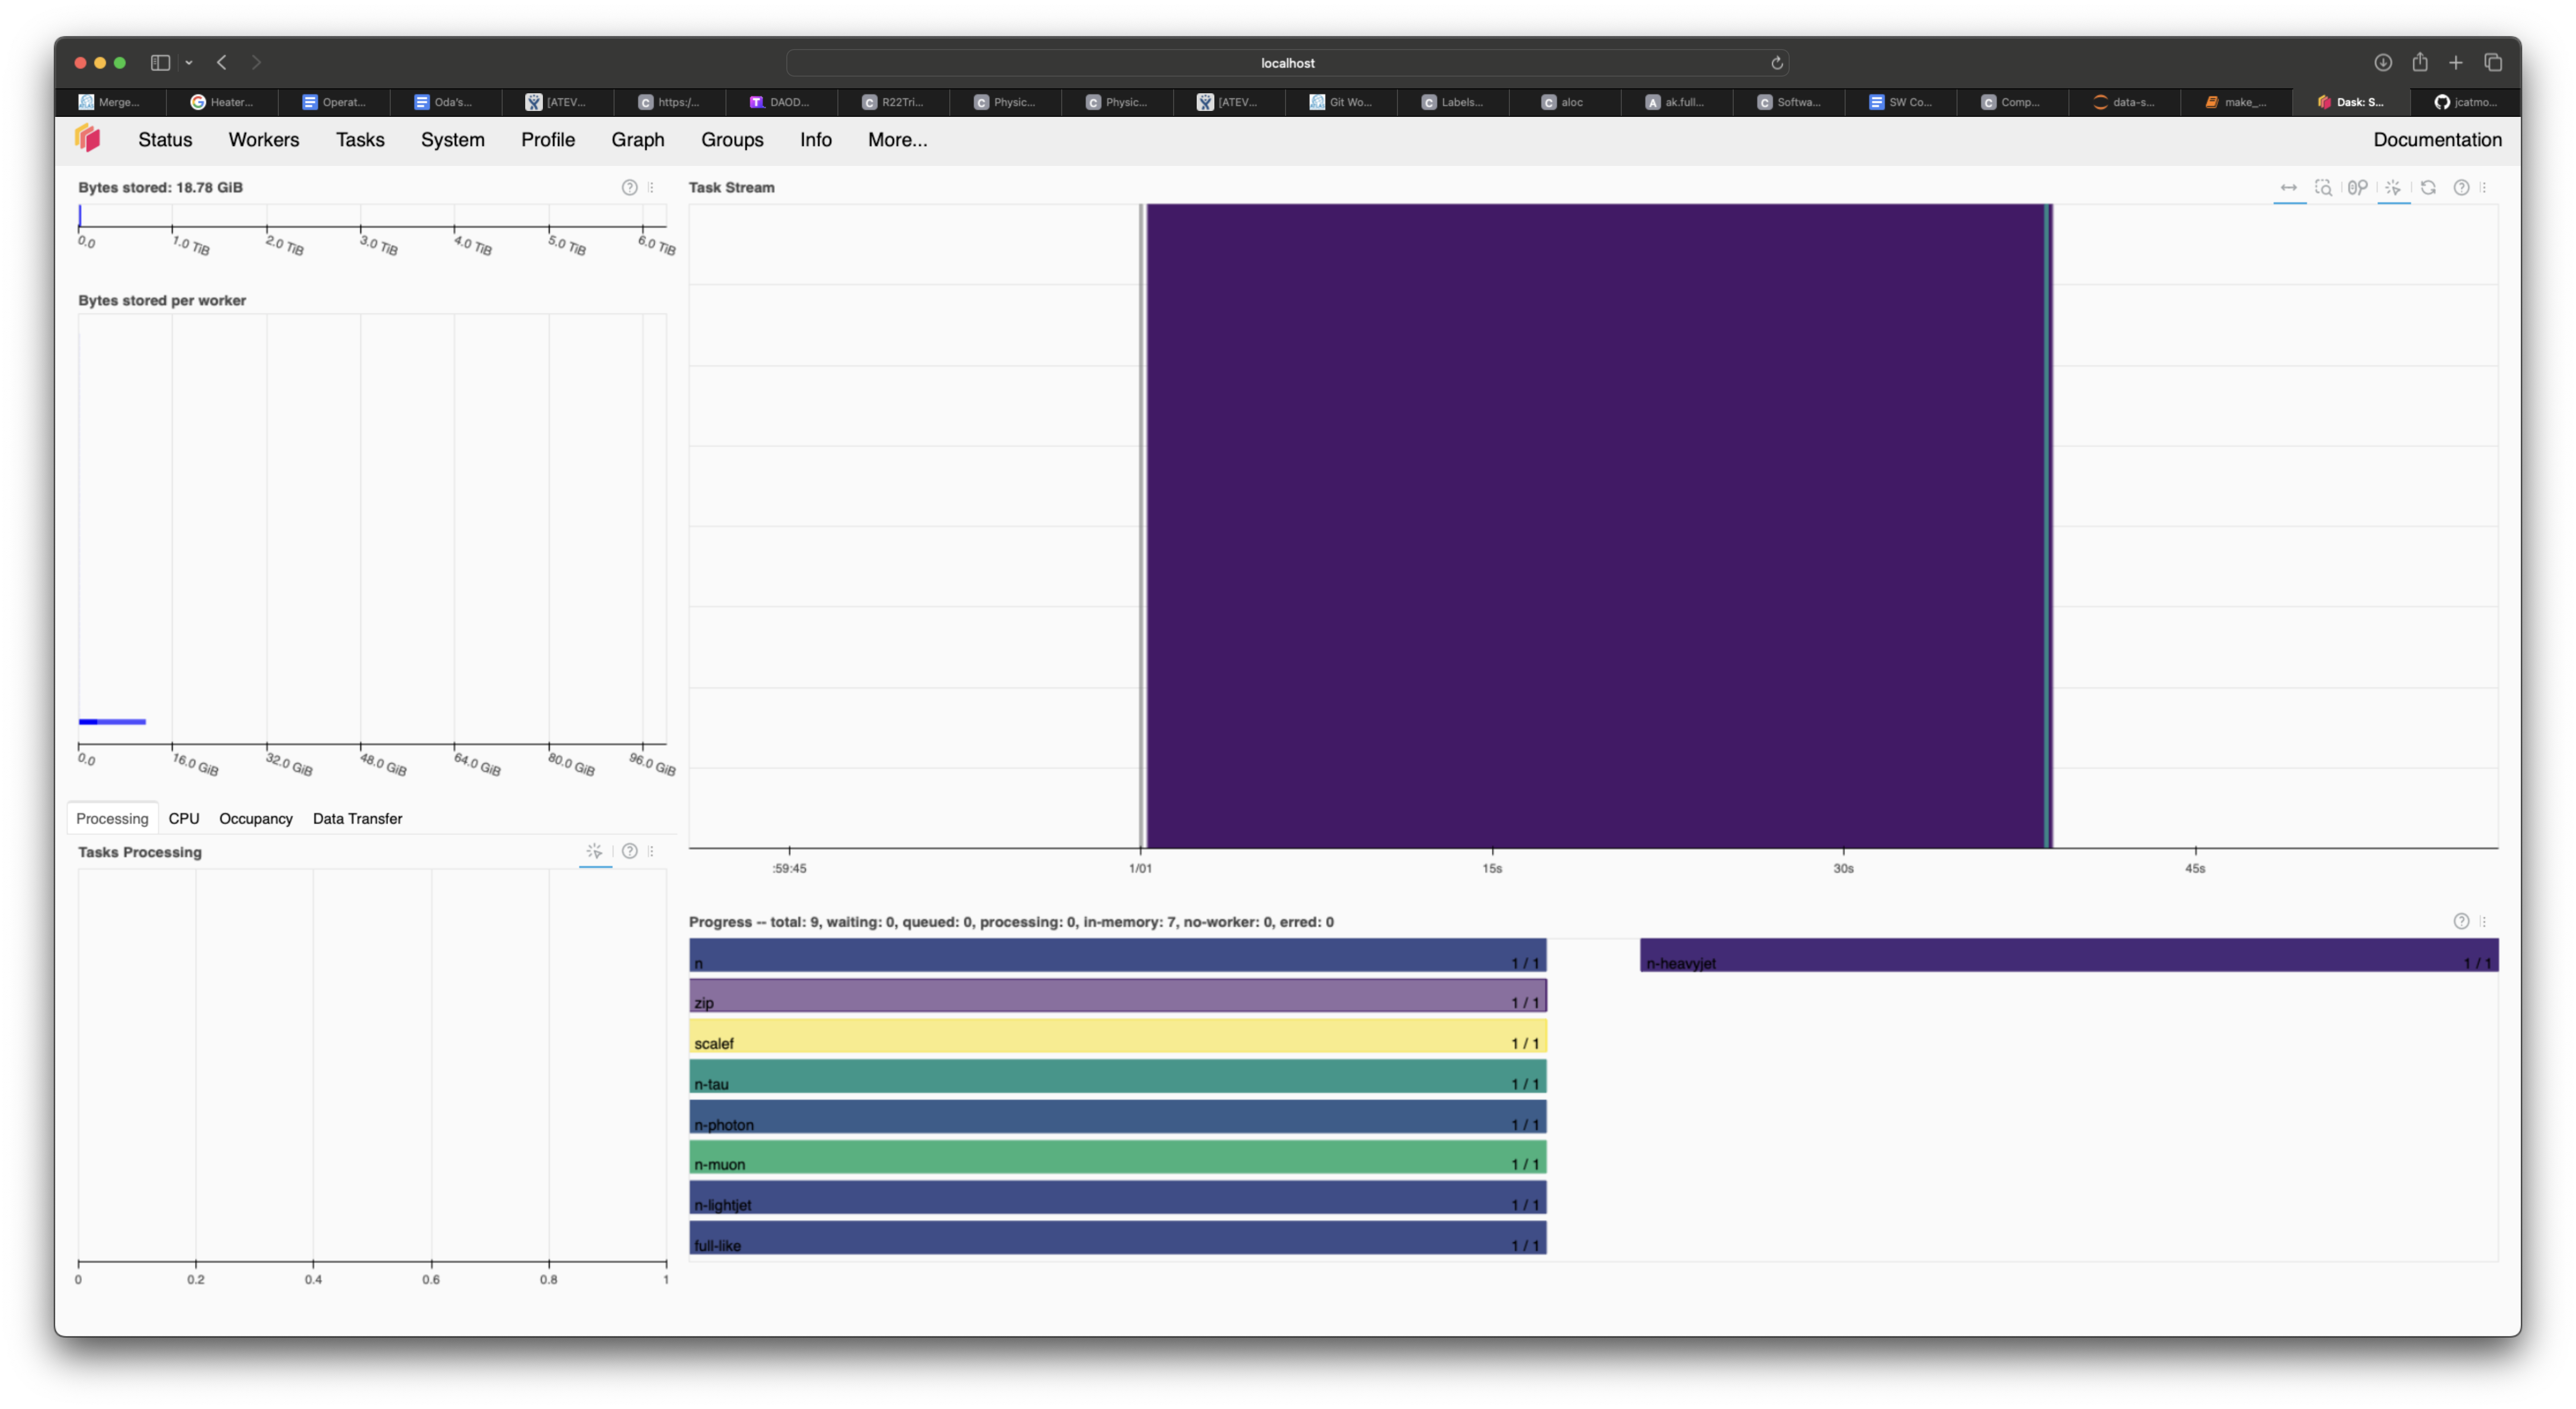 localhost
Merge...
Heater...
Operat...
Oda's...
[ATEV...
https:/...
DAOD...
R22Tri...
Physic...
Physic...
[ATEV...
Git Wo...
Labels...
aloc
ak.full...
Softwa...
SW Co...
Comp...
data-s...
make_...
Dask: S...
jcatmo...
Status Workers Tasks System Profile Graph Groups Info More... Documentation
Bytes stored: 18.78 GiB
0.0 1.0 TiB 2.0 TiB 3.0 TiB 4.0 TiB 5.0 TiB 6.0 TiB
Bytes stored per worker
0.0 16.0 GiB 32.0 GiB 48.0 GiB 64.0 GiB 80.0 GiB 96.0 GiB
Processing CPU Occupancy Data Transfer
Tasks Processing
0 0.2 0.4 0.6 0.8 1
Task Stream
:59:45 1/01 15s 30s 45s
Progress -- total: 9, waiting: 0, queued: 0, processing: 0, in-memory: 7, no-worker: 0, erred: 0
n 1 / 1
zip 1 / 1
scalef 1 / 1
n-tau 1 / 1
n-photon 1 / 1
n-muon 1 / 1
n-lightjet 1 / 1
full-like 1 / 1
n-heavyjet 1 / 1